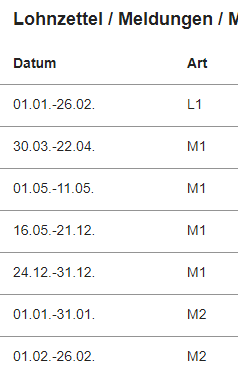 Lohnzettel / Meldungen /
Datum Art
01.01.-26.02. L1
30.03.-22.04. M1
01.05.-11.05. M1
16.05.-21.12. M1
24.12.-31.12. M1
01.01.-31.01. M2
01.02.-26.02. M2